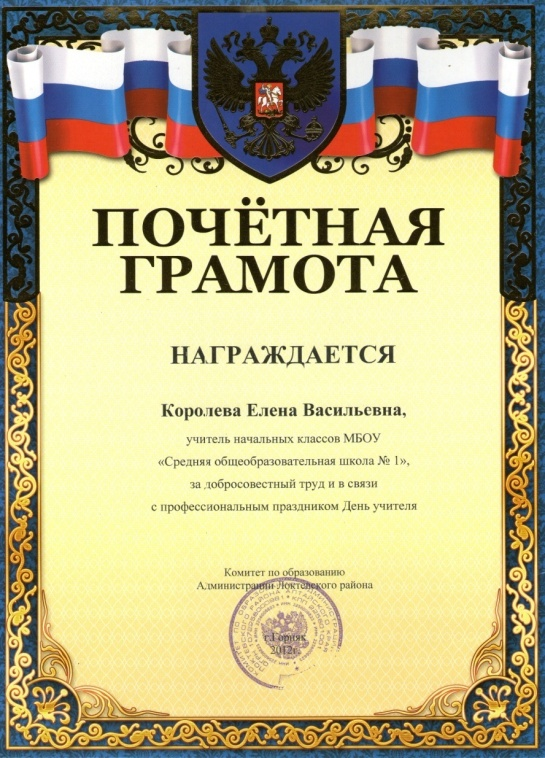 ПОЧЁТНАЯ
ГРАМОТА
НАГРАЖДАЕТСЯ
Королева Елена Васильевна,
учитель начальных классов МБОУ
«Средняя общеобразовательная школа № 1»,
за добросовестный труд и в связи
с профессиональным праздником День учителя
Комитет по образованию
Администрации Локтевского района
г.Горняк
2012г.